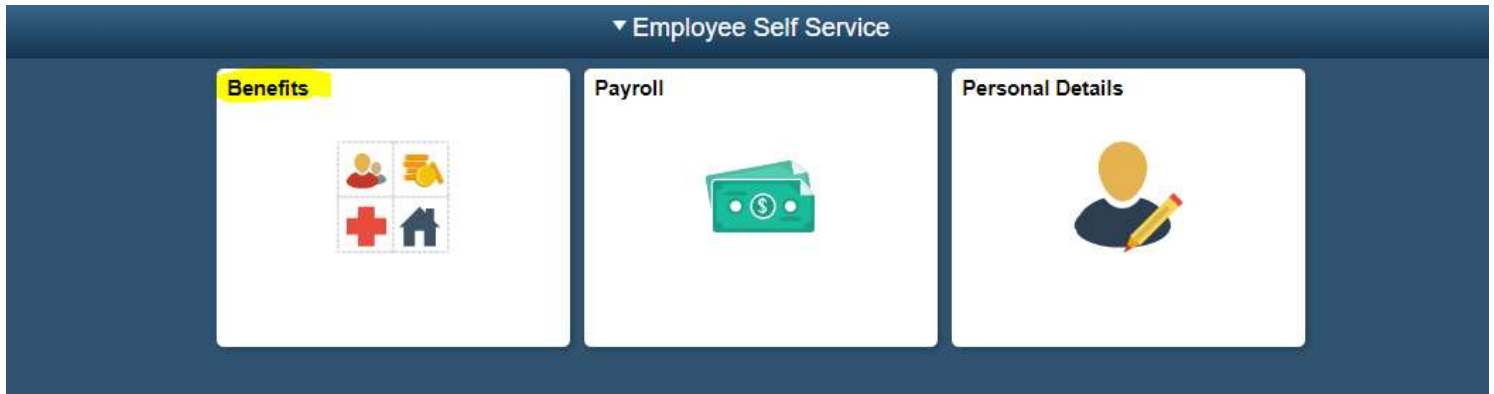 Employee Self Service
Benefits
Payroll
Personal Details
$